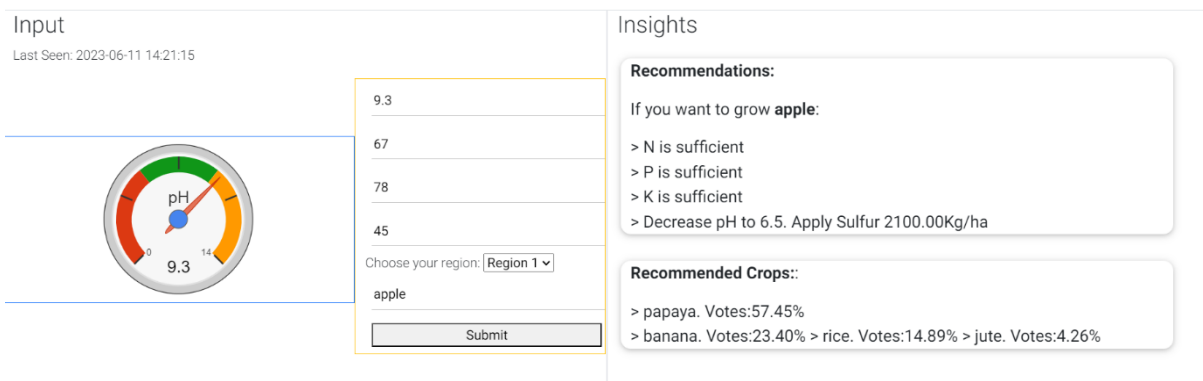 Input
Last Seen: 2023-06-11 14:21:15
pH
0
14
9.3
9.3
67
78
45
Choose your region: Region 1
apple
Submit
Insights
Recommendations:
If you want to grow apple:
> N is sufficient
> P is sufficient
> K is sufficient
> Decrease pH to 6.5. Apply Sulfur 2100.00Kg/ha
Recommended Crops::
> papaya. Votes:57.45%
> banana. Votes:23.40% > rice. Votes:14.89% > jute. Votes:4.26%